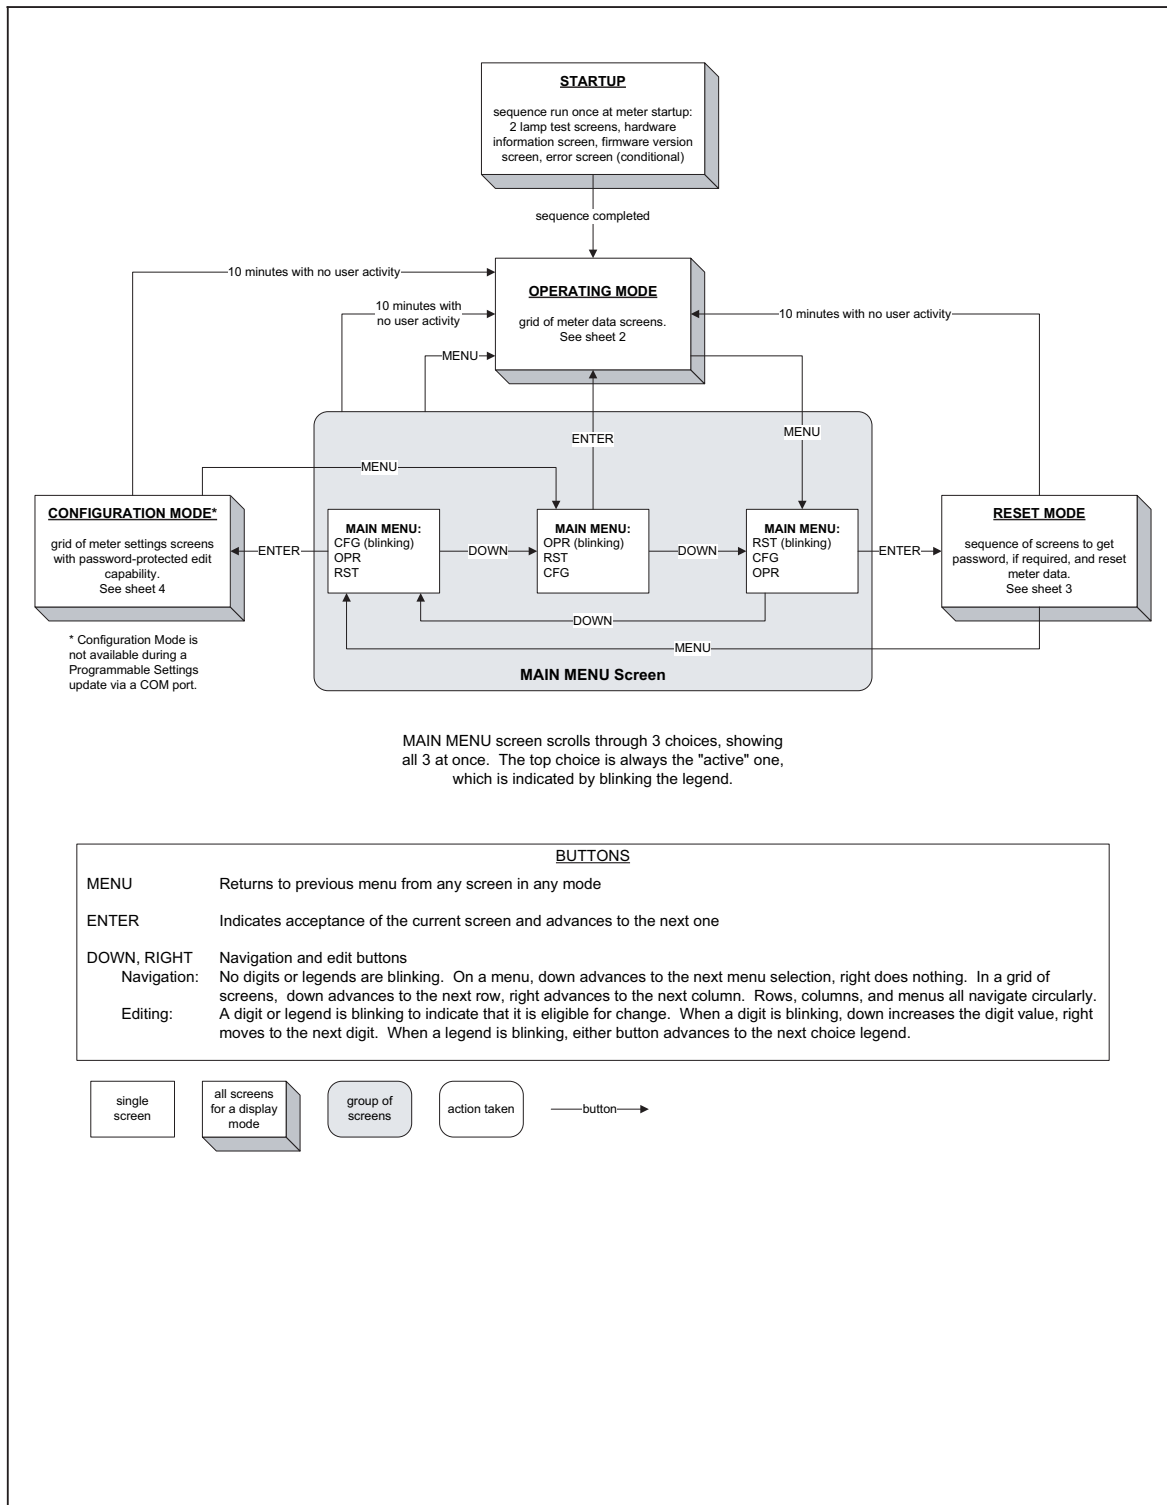 STARTUP
sequence run once at meter startup:
2 lamp test screens, hardware
information screen, firmware version
screen, error screen (conditional)
sequence completed
10 minutes with no user activity
OPERATING MODE
grid of meter data screens.
See sheet 2
10 minutes with
no user activity
10 minutes with no user activity
MENU
MENU
ENTER
MENU
CONFIGURATION MODE*
grid of meter settings screens
with password-protected edit
capability.
See sheet 4
ENTER
MAIN MENU:
CFG (blinking)
OPR
RST
DOWN
MAIN MENU:
OPR (blinking)
RST
CFG
DOWN
MAIN MENU:
RST (blinking)
CFG
OPR
ENTER
RESET MODE
sequence of screens to get
password, if required, and reset
meter data.
See sheet 3
DOWN
MENU
MAIN MENU Screen
* Configuration Mode is
not available during a
Programmable Settings
update via a COM port.
MAIN MENU screen scrolls through 3 choices, showing
all 3 at once. The top choice is always the "active" one,
which is indicated by blinking the legend.
BUTTONS
MENU Returns to previous menu from any screen in any mode
ENTER Indicates acceptance of the current screen and advances to the next one
DOWN, RIGHT Navigation and edit buttons
Navigation: No digits or legends are blinking. On a menu, down advances to the next menu selection, right does nothing. In a grid of
screens, down advances to the next row, right advances to the next column. Rows, columns, and menus all navigate circularly.
Editing: A digit or legend is blinking to indicate that it is eligible for change. When a digit is blinking, down increases the digit value, right
moves to the next digit. When a legend is blinking, either button advances to the next choice legend.
single
screen
all screens
for a display
mode
group of
screens
action taken
button